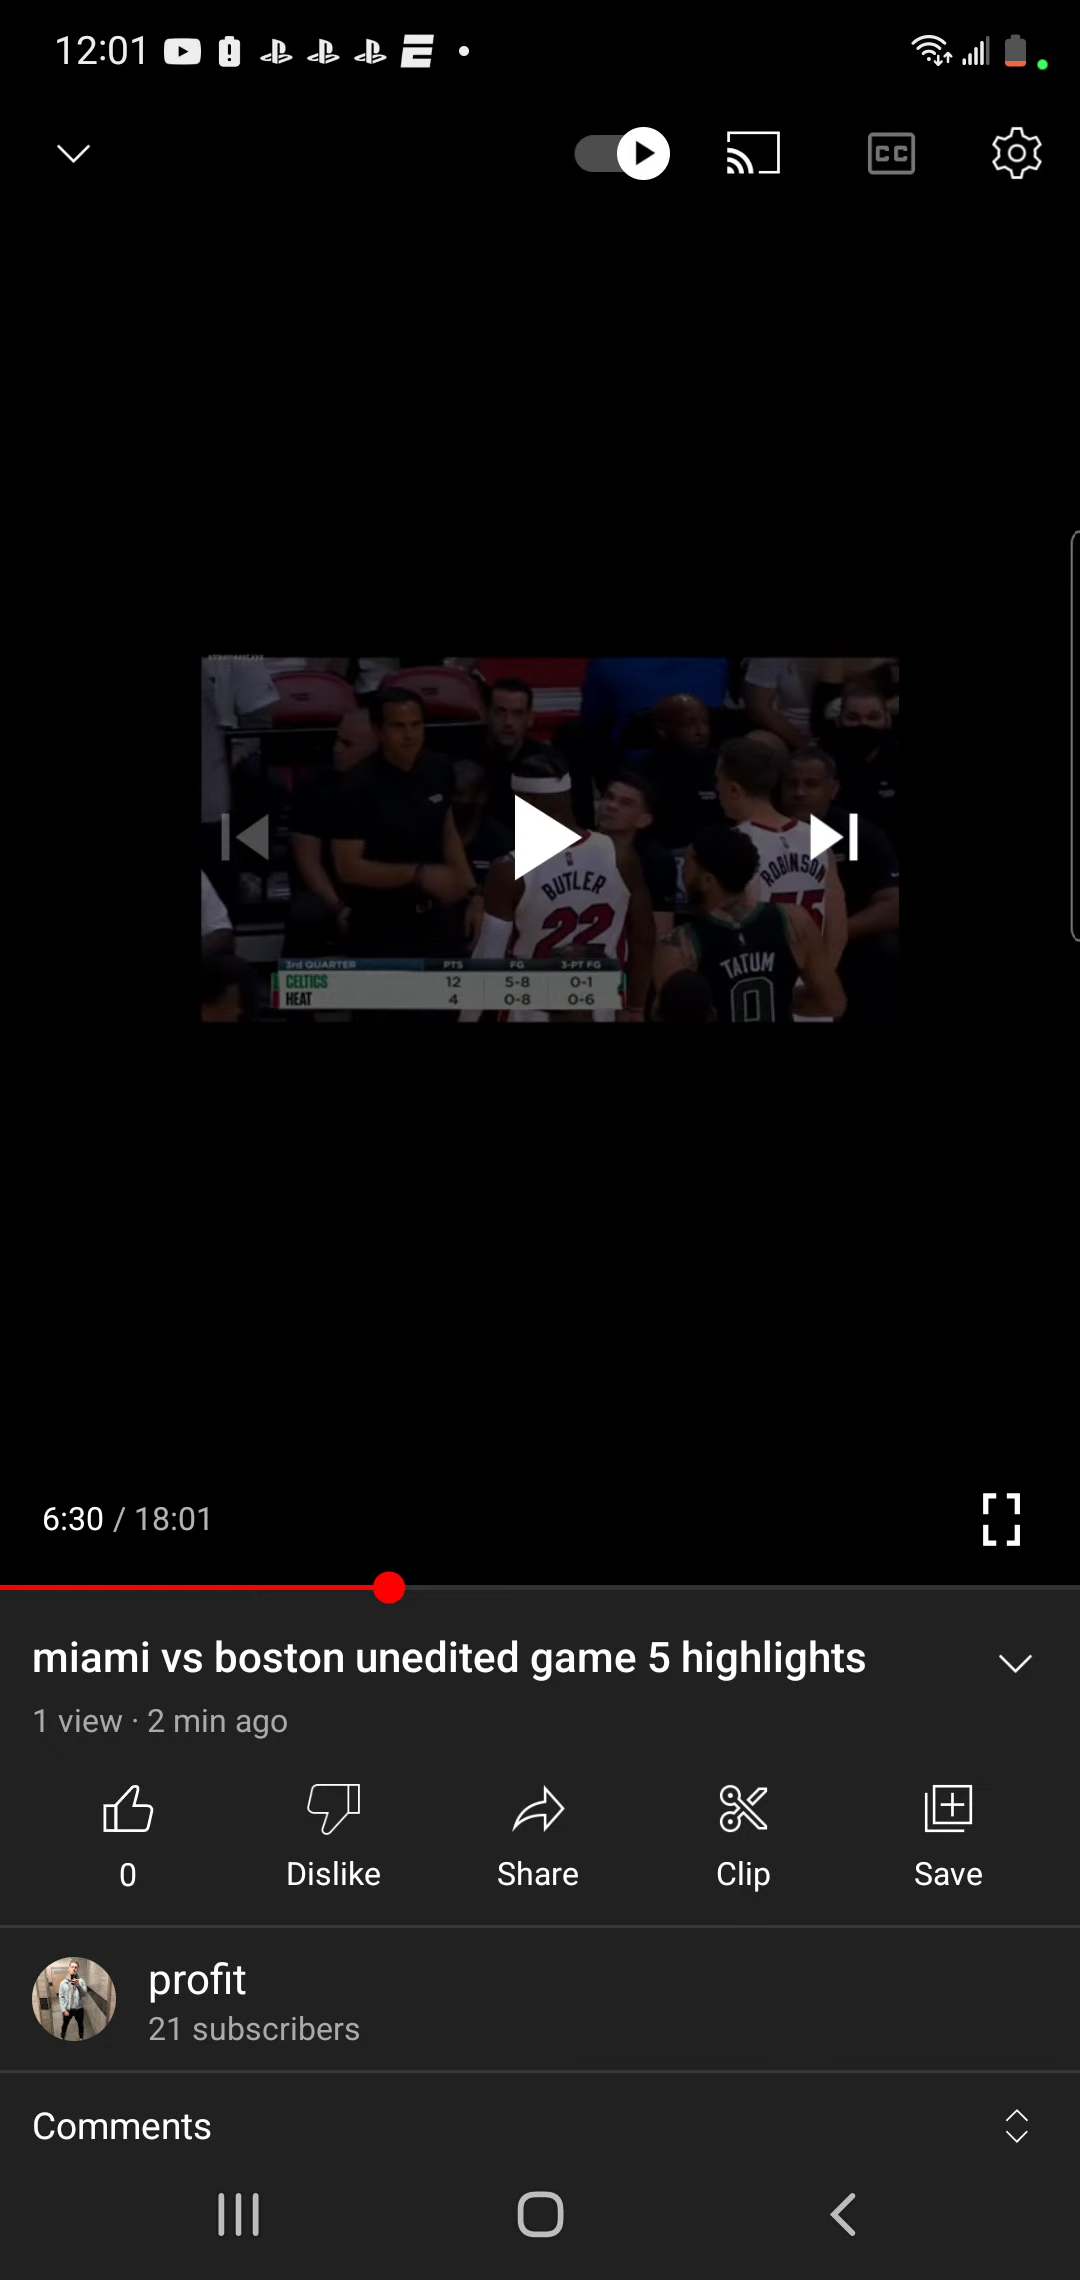 12:01
CC
BUTLER
22
ROBINSON
55
TATUM
0
3rd QUARTER PTS FG 3-PT FG
CELTICS 12 5-8 0-1
HEAT 4 0-8 0-6
6:30 / 18:01
miami vs boston unedited game 5 highlights
1 view · 2 min ago
0 Dislike Share Clip Save
profit
21 subscribers
Comments